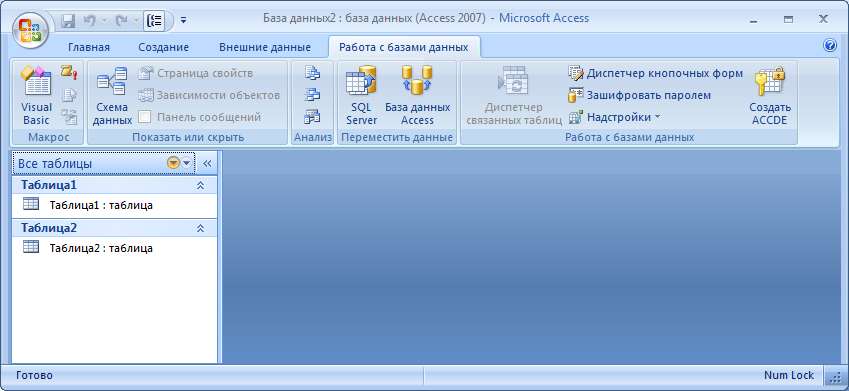 База данных2 : база данных (Access 2007) - Microsoft Access
Главная Создание Внешние данные Работа с базами данных
Visual Basic
Макрос
Схема данных
Страница свойств
Зависимости объектов
Панель сообщений
Показать или скрыть
Анализ
SQL Server
База данных Access
Переместить данные
Диспетчер связанных таблиц
Диспетчер кнопочных форм
Зашифровать паролем
Надстройки
Создать ACCDE
Работа с базами данных
Все таблицы
Таблица1
Таблица1 : таблица
Таблица2
Таблица2 : таблица
Готово
Num Lock